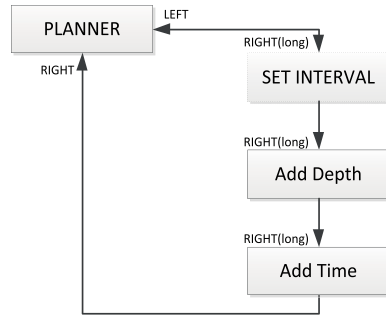 LEFT
PLANNER
RIGHT(long)
RIGHT
SET INTERVAL
RIGHT(long)
Add Depth
RIGHT(long)
Add Time